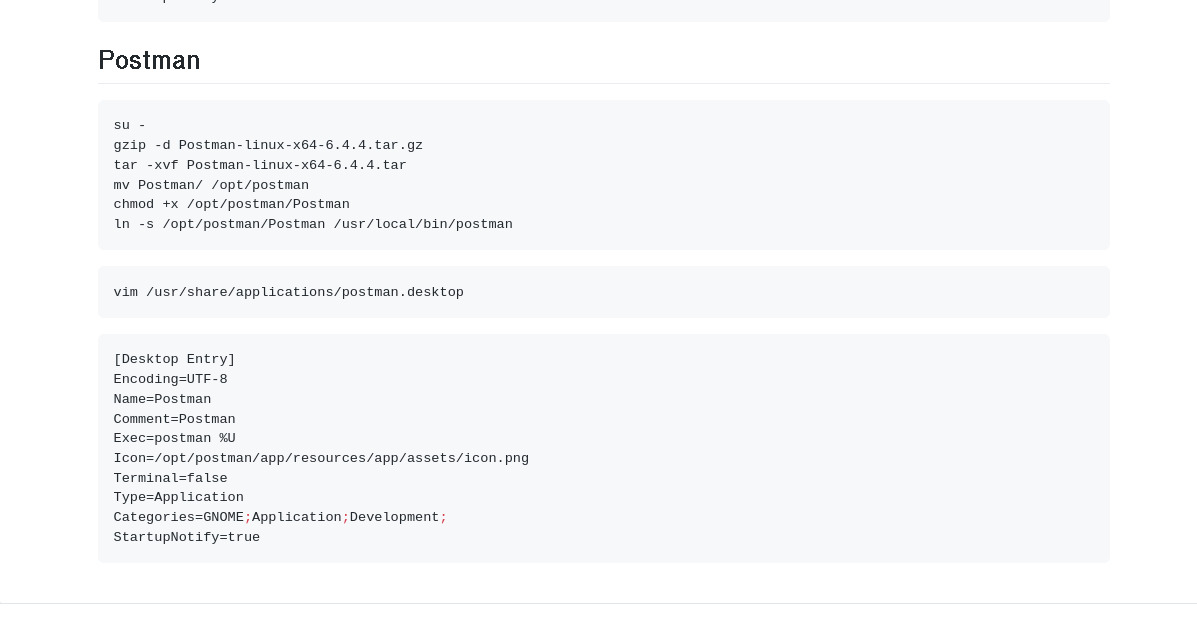 Postman
su -
gzip -d Postman-linux-x64-6.4.4.tar.gz
tar -xvf Postman-linux-x64-6.4.4.tar
mv Postman/ /opt/postman
chmod +x /opt/postman/Postman
ln -s /opt/postman/Postman /usr/local/bin/postman
vim /usr/share/applications/postman.desktop
[Desktop Entry]
Encoding=UTF-8
Name=Postman
Comment=Postman
Exec=postman %U
Icon=/opt/postman/app/resources/app/assets/icon.png
Terminal=false
Type=Application
Categories=GNOME;Application;Development;
StartupNotify=true